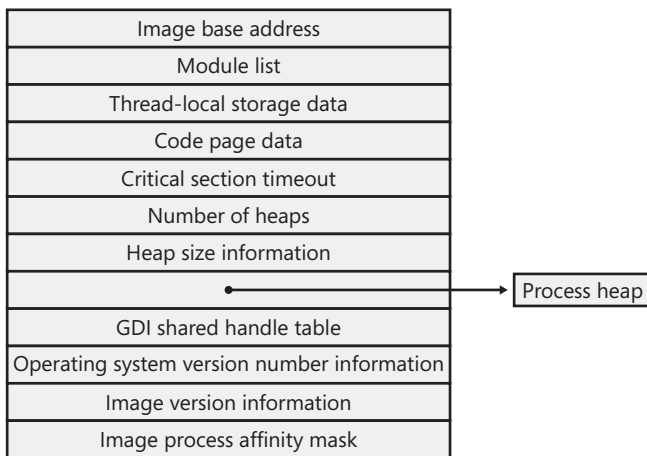 Image base address
Module list
Thread-local storage data
Code page data
Critical section timeout
Number of heaps
Heap size information
Process heap
GDI shared handle table
Operating system version number information
Image version information
Image process affinity mask